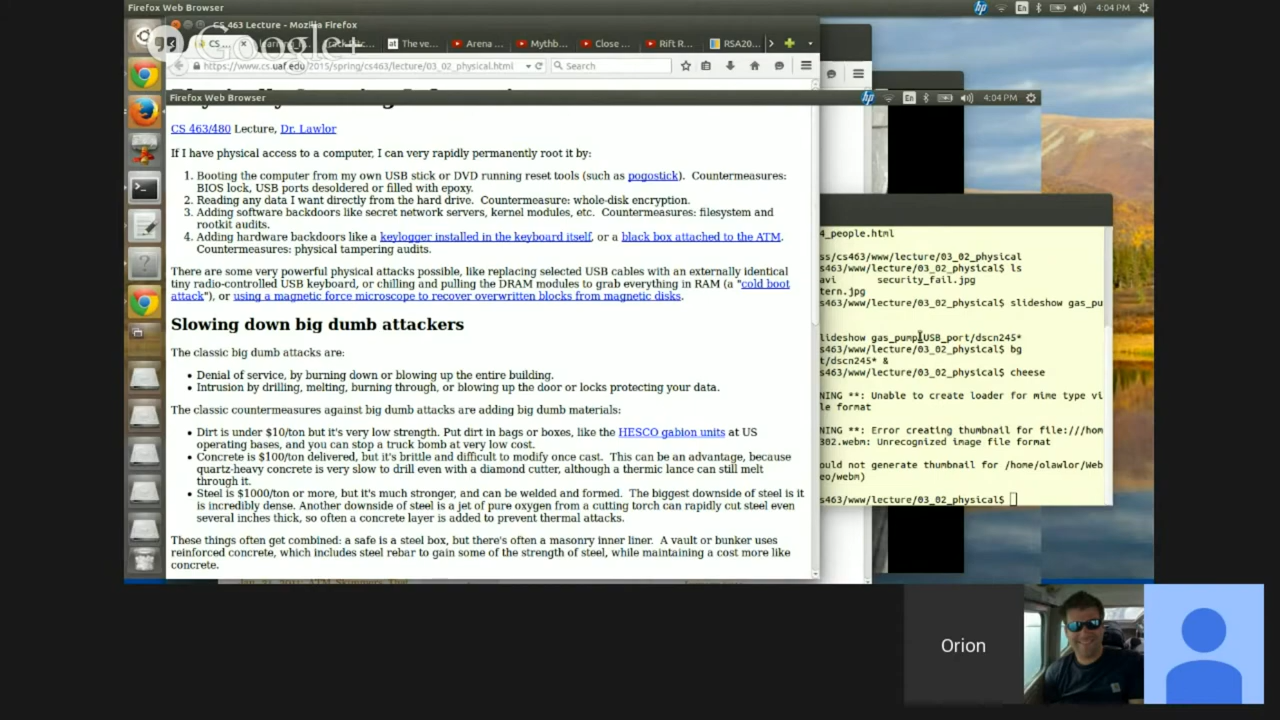 Firefox Web Browser
hp En 4:04 PM
CS 463 Lecture - Mozilla Firefox
Google+
CS ... at The ve... Arena ... Mythb... Close ... Rift R... RSA20...
https://www.cs.uaf.edu/2015/spring/cs463/lecture/03_02_physical.html Search
Firefox Web Browser
hp En 4:04 PM
CS 463/480 Lecture, Dr. Lawlor
If I have physical access to a computer, I can very rapidly permanently root it by:
1. Booting the computer from my own USB stick or DVD running reset tools (such as pogostick). Countermeasures:
BIOS lock, USB ports desoldered or filled with epoxy.
2. Reading any data I want directly from the hard drive. Countermeasure: whole-disk encryption.
3. Adding software backdoors like secret network servers, kernel modules, etc. Countermeasures: filesystem and
rootkit audits.
4. Adding hardware backdoors like a keylogger installed in the keyboard itself, or a black box attached to the ATM.
Countermeasures: physical tampering audits.
There are some very powerful physical attacks possible, like replacing selected USB cables with an externally identical
tiny radio-controlled USB keyboard, or chilling and pulling the DRAM modules to grab everything in RAM (a "cold boot
attack"), or using a magnetic force microscope to recover overwritten blocks from magnetic disks.
Slowing down big dumb attackers
The classic big dumb attacks are:
• Denial of service, by burning down or blowing up the entire building.
• Intrusion by drilling, melting, burning through, or blowing up the door or locks protecting your data.
The classic countermeasures against big dumb attacks are adding big dumb materials:
• Dirt is under $10/ton but it's very low strength. Put dirt in bags or boxes, like the HESCO gabion units at US
operating bases, and you can stop a truck bomb at very low cost.
• Concrete is $100/ton delivered, but it's brittle and difficult to modify once cast. This can be an advantage, because
quartz-heavy concrete is very slow to drill even with a diamond cutter, although a thermic lance can still melt
through it.
• Steel is $1000/ton or more, but it's much stronger, and can be welded and formed. The biggest downside of steel is it
is incredibly dense. Another downside of steel is a jet of pure oxygen from a cutting torch can rapidly cut steel even
several inches thick, so often a concrete layer is added to prevent thermal attacks.
These things often get combined: a safe is a steel box, but there's often a masonry inner liner. A vault or bunker uses
reinforced concrete, which includes steel rebar to gain some of the strength of steel, while maintaining a cost more like
concrete.
4_people.html
ss/cs463/www/lecture/03_02_physical
s463/www/lecture/03_02_physical$ ls
avi security_fail.jpg
tern.jpg
s463/www/lecture/03_02_physical$ slideshow gas_pu
lideshow gas_pump_USB_port/dscn245*
s463/www/lecture/03_02_physical$ bg
t/dscn245* &
s463/www/lecture/03_02_physical$ cheese
NING **: Unable to create loader for mime type vi
le format
NING **: Error creating thumbnail for file:///hom
302.webm: Unrecognized image file format
ould not generate thumbnail for /home/olawlor/Web
eo/webm)
s463/www/lecture/03_02_physical$
Orion